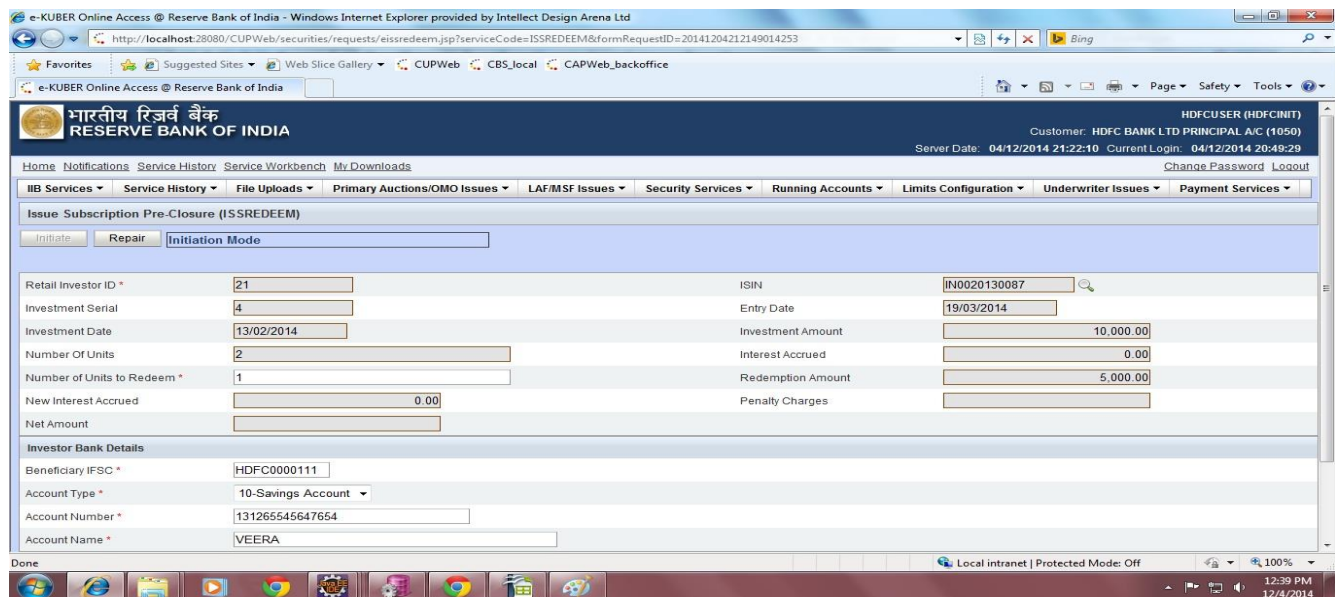 e-KUBER Online Access @ Reserve Bank of India - Windows Internet Explorer provided by Intellect Design Arena Ltd
http://localhost:28080/CUPWeb/securities/requests/eissredeem.jsp?serviceCode=ISSREDEEM&formRequestID=20141204212149014253
Bing
Favorites Suggested Sites Web Slice Gallery CUPWeb CBS_local CAPWeb_backoffice
e-KUBER Online Access @ Reserve Bank of India Page Safety Tools
भारतीय रिज़र्व बैंक
RESERVE BANK OF INDIA
HDFCUSER (HDFCINIT)
Customer: HDFC BANK LTD PRINCIPAL A/C (1050)
Server Date: 04/12/2014 21:22:10 Current Login: 04/12/2014 20:49:29
Home Notifications Service History Service Workbench My Downloads Change Password Logout
IIB Services Service History File Uploads Primary Auctions/OMO Issues LAF/MSF Issues Security Services Running Accounts Limits Configuration Underwriter Issues Payment Services
Issue Subscription Pre-Closure (ISSREDEEM)
Initiate Repair Initiation Mode
Retail Investor ID * 21 ISIN IN0020130087
Investment Serial 4 Entry Date 19/03/2014
Investment Date 13/02/2014 Investment Amount 10,000.00
Number Of Units 2 Interest Accrued 0.00
Number of Units to Redeem * 1 Redemption Amount 5,000.00
New Interest Accrued 0.00 Penalty Charges
Net Amount
Investor Bank Details
Beneficiary IFSC * HDFC0000111
Account Type * 10-Savings Account
Account Number * 131265545647654
Account Name * VEERA
Done Local intranet | Protected Mode: Off 100%
12:39 PM
12/4/2014